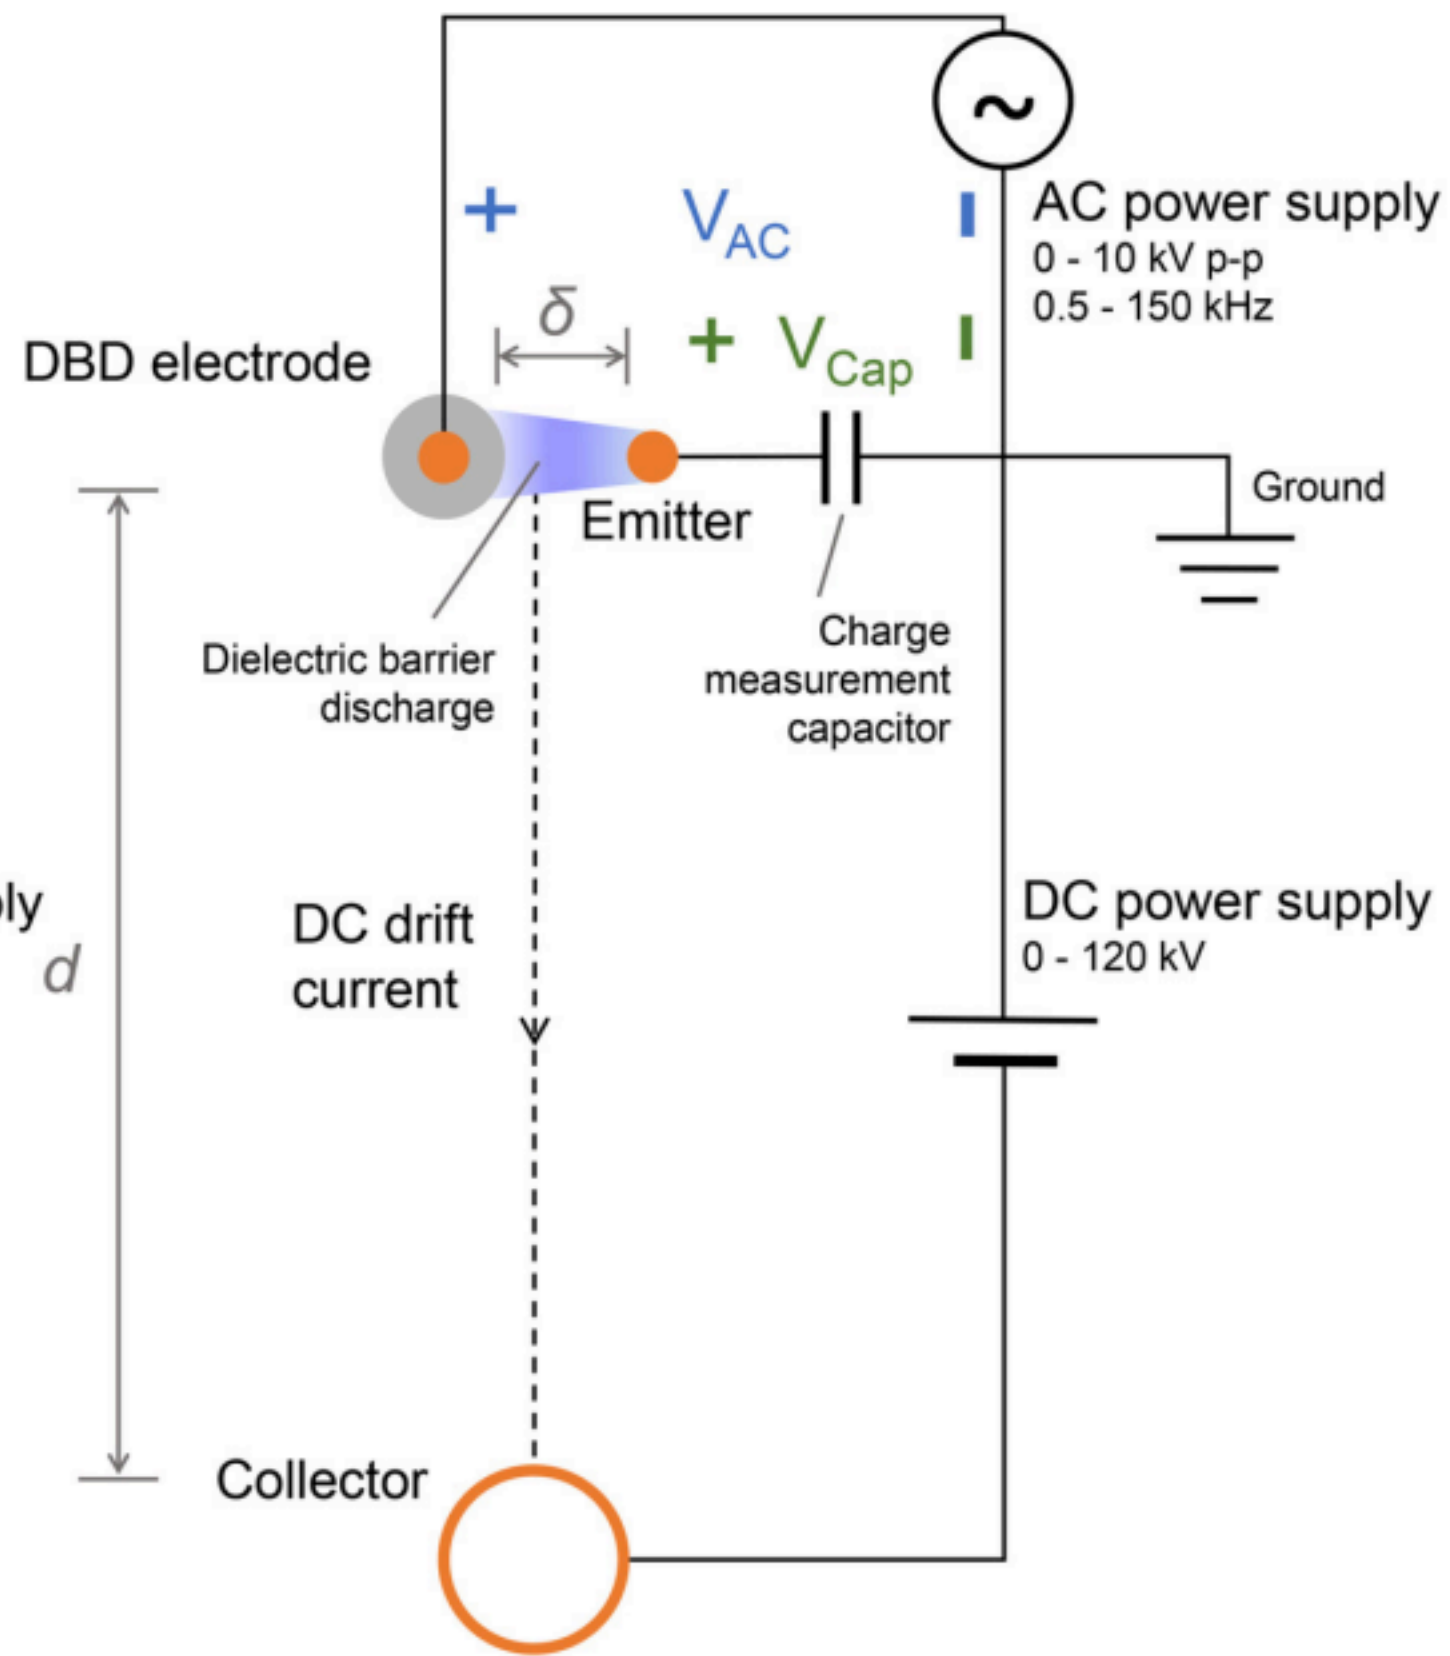 AC power supply
0 - 10 kV p-p
0.5 - 150 kHz
+ V_AC -
δ
+ V_Cap -
DBD electrode
Ground
Emitter
Dielectric barrier
discharge
Charge
measurement
capacitor
ply
d
DC drift
current
DC power supply
0 - 120 kV
Collector